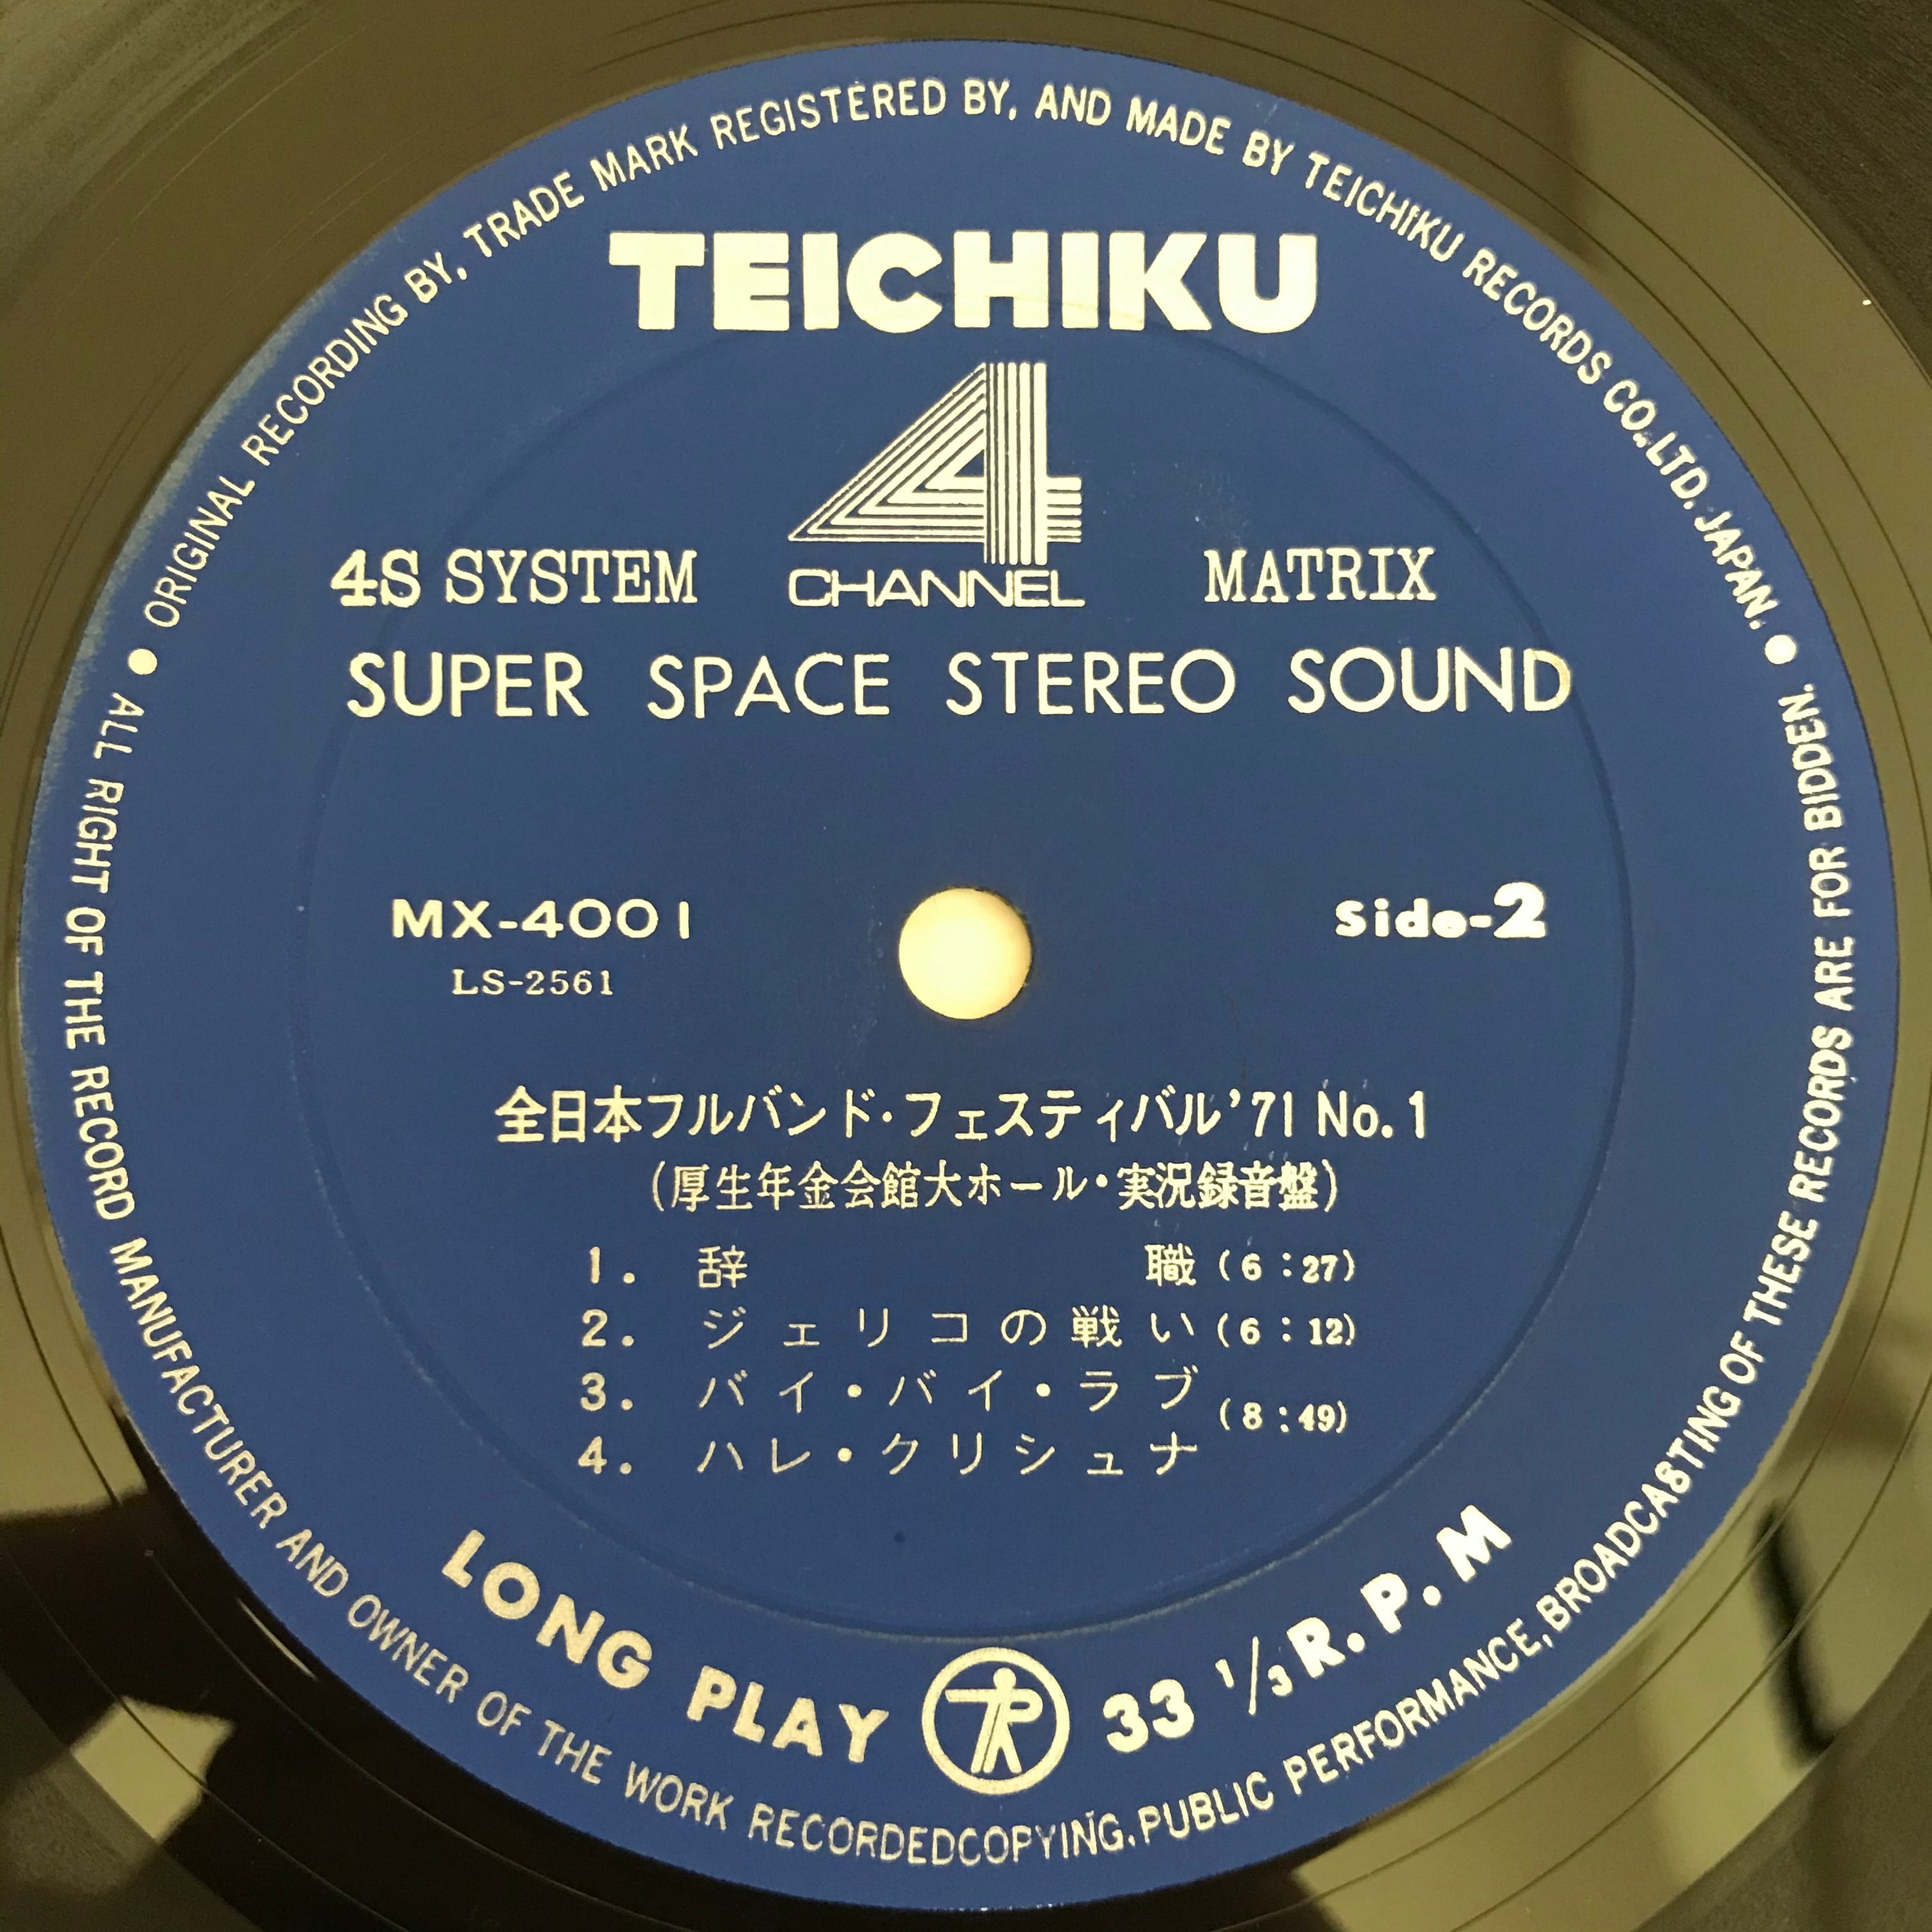 ● ORIGINAL RECORDING BY, TRADE MARK REGISTERED BY, AND MADE BY TEICHIKU RECORDS CO.,LTD. JAPAN. ●
TEICHIKU
4
4S SYSTEM CHANNEL MATRIX
SUPER SPACE STEREO SOUND
MX-4001 Side-2
LS-2561
全日本フルバンド・フェスティバル'71 No.1
(厚生年金会館大ホール・実況録音盤)
1. 辞職 (6:27)
2. ジェリコの戦い (6:12)
3. バイ・バイ・ラブ
(8:49)
4. ハレ・クリシュナ
LONG PLAY TR 33 1/3 R.P.M
ALL RIGHT OF THE RECORD MANUFACTURER AND OWNER OF THE WORK RECORDEDCOPYING,PUBLIC PERFORMANCE,BROADCASTING OF THESE RECORDS ARE FOR BIDDEN.